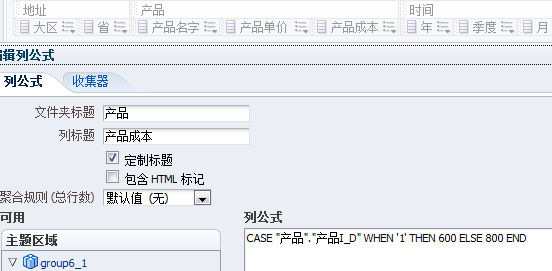 地址 产品 时间
大区 省 产品名字 产品单价 产品成本 年 季度 月
编辑列公式
列公式 收集器
文件夹标题 产品
列标题 产品成本
定制标题
包含 HTML 标记
聚合规则 (总行数) 默认值 (无)
可用 列公式
主题区域 CASE "产品"."产品I_D" WHEN '1' THEN 600 ELSE 800 END
group6_1